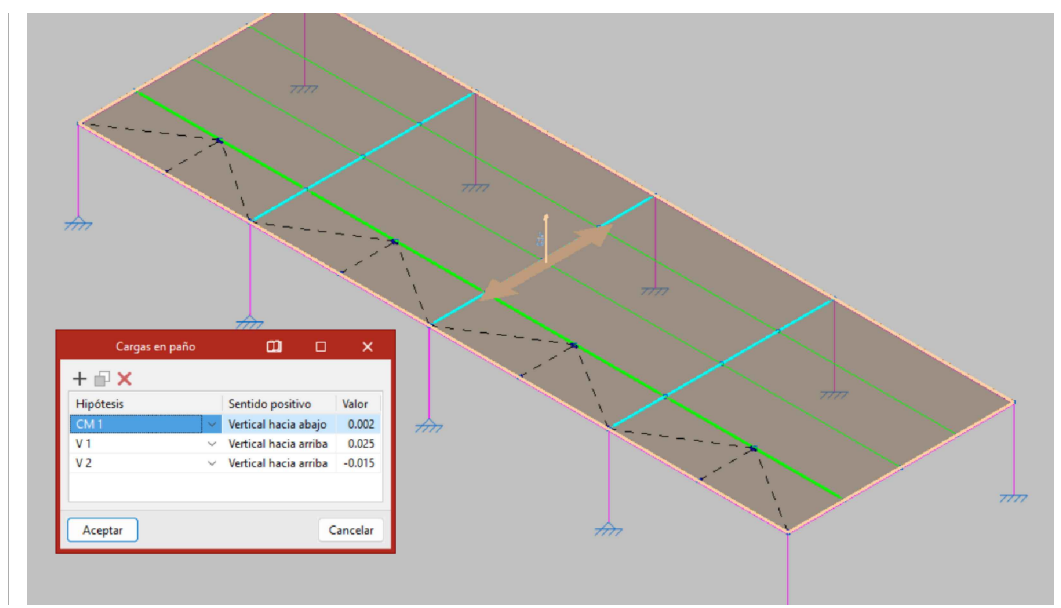 Cargas en paño
Hipótesis Sentido positivo Valor
CM 1 Vertical hacia abajo 0.002
V 1 Vertical hacia arriba 0.025
V 2 Vertical hacia arriba -0.015
Aceptar Cancelar